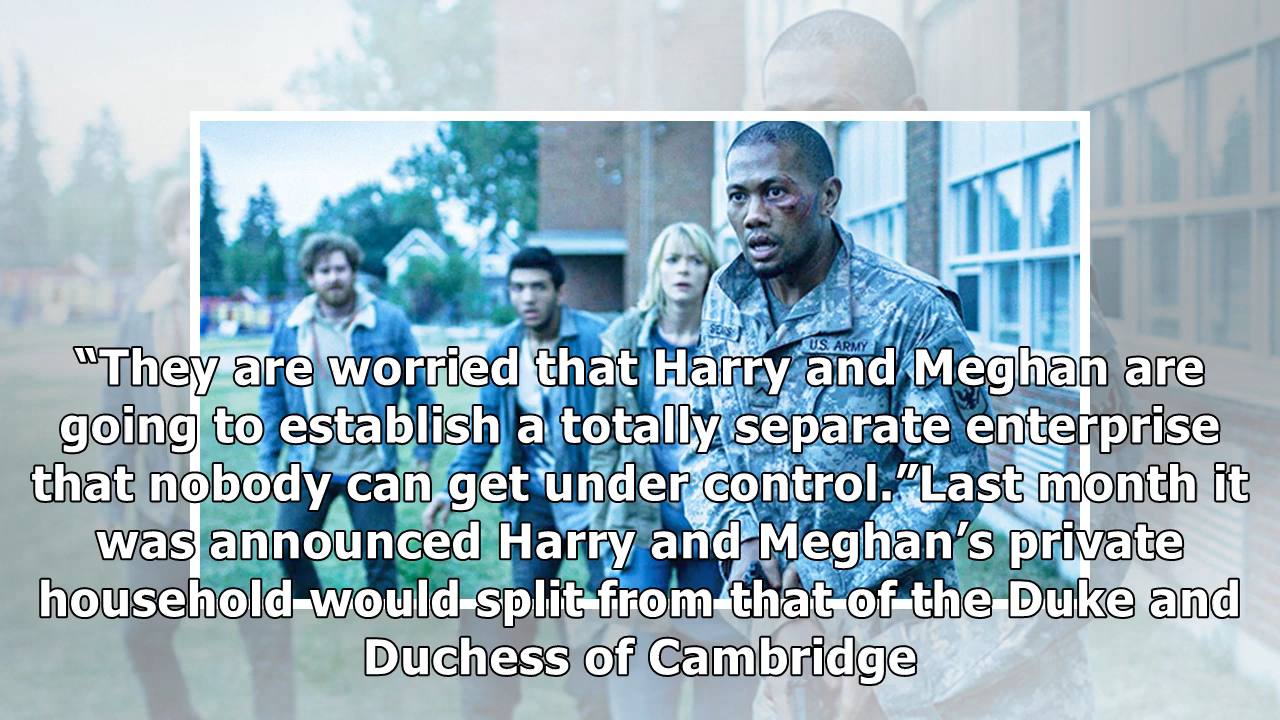 SPEARS
U.S. ARMY
“They are worried that Harry and Meghan are
going to establish a totally separate enterprise
that nobody can get under control.”Last month it
was announced Harry and Meghan’s private
household would split from that of the Duke and
Duchess of Cambridge